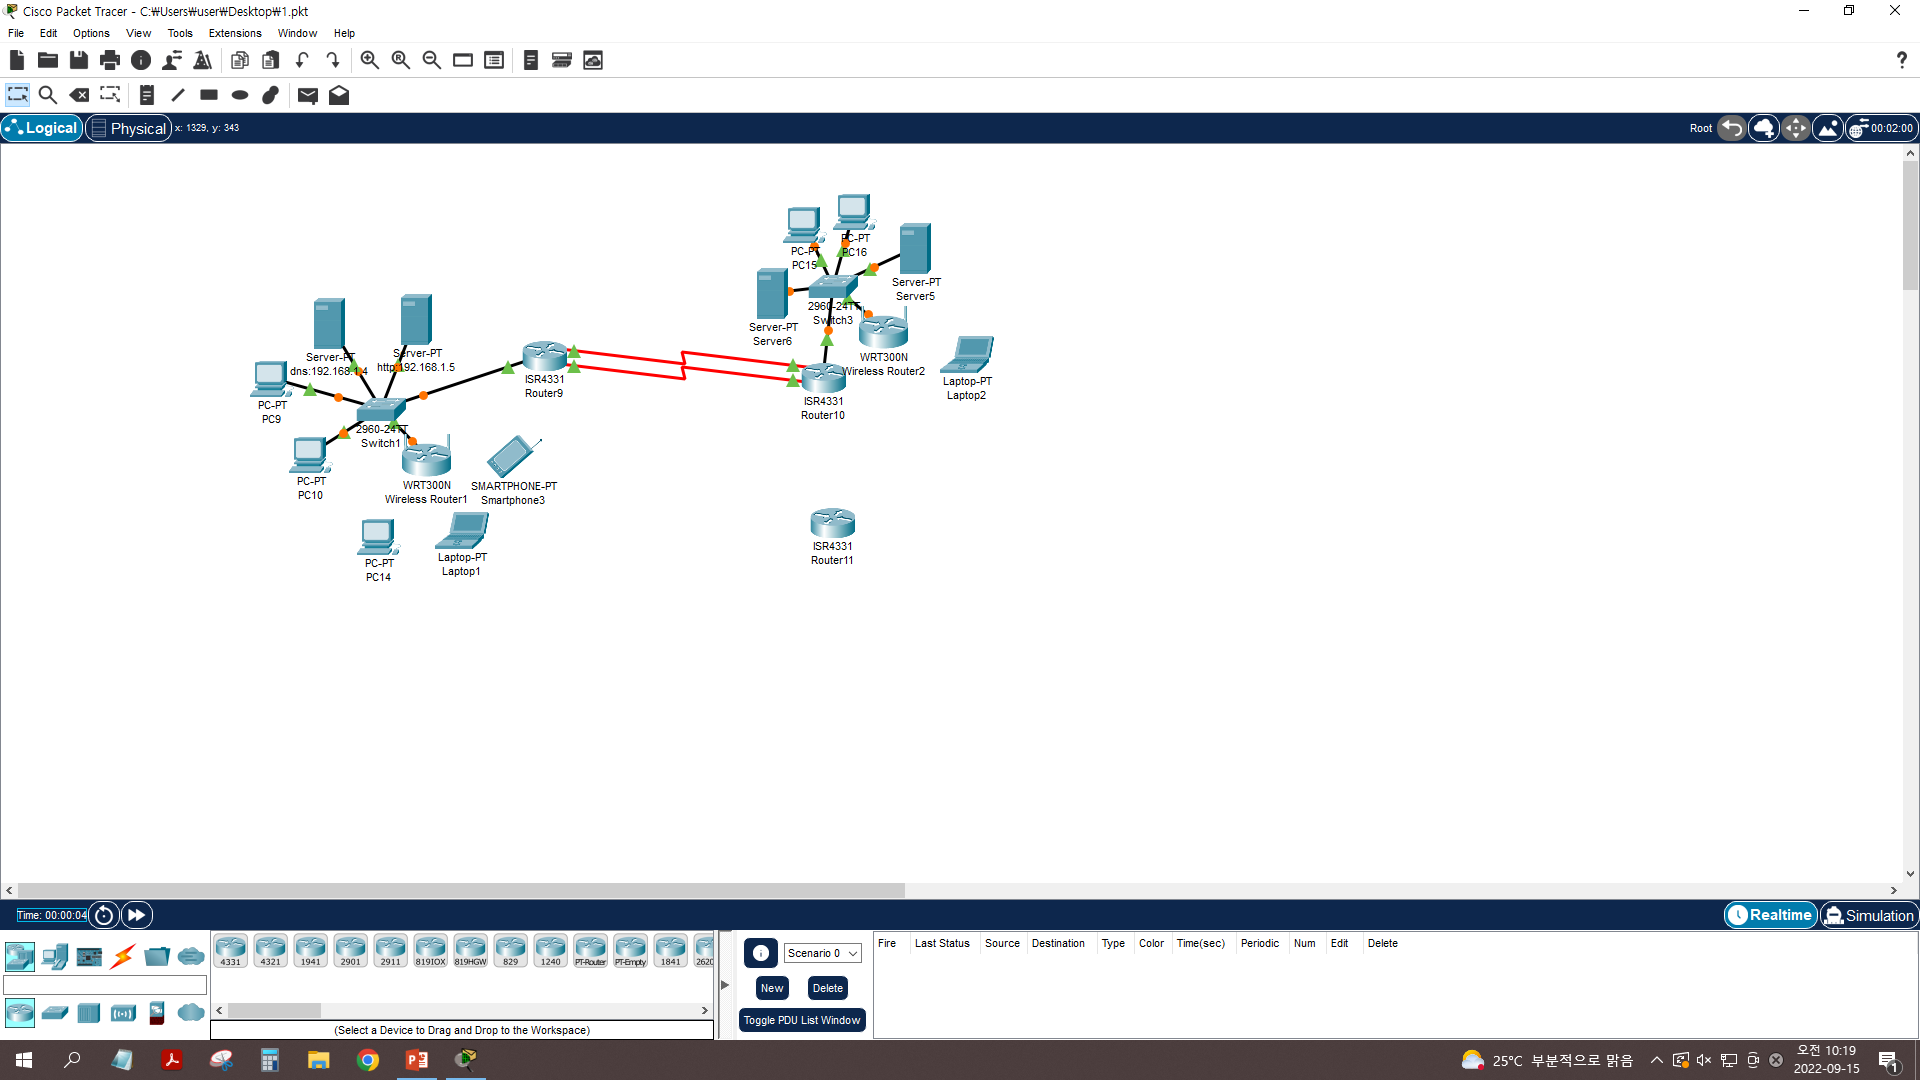 Cisco Packet Tracer - C:₩Users₩user₩Desktop₩1.pkt
File Edit Options View Tools Extensions Window Help
?
Logical Physical x: 1329, y: 343 Root 00:02:00
PC-PT
PC15
PC-PT
PC16
Server-PT
Server5
Server-PT
Server6
2960-24TT
Switch3
WRT300N
Wireless Router2
Laptop-PT
Laptop2
ISR4331
Router10
ISR4331
Router9
Server-PT
Server-PT
http:192.168.1.5
PC-PT
PC9
2960-24TT
Switch1
PC-PT
PC10
WRT300N
Wireless Router1
SMARTPHONE-PT
Smartphone3
PC-PT
PC14
Laptop-PT
Laptop1
ISR4331
Router11
Time: 00:00:04 Realtime Simulation
4331 4321 1941 2901 2911 819IOX 819HGW 829 1240 PT-Router PT-Empty 1841
(Select a Device to Drag and Drop to the Workspace)
Scenario 0
New Delete
Toggle PDU List Window
Fire Last Status Source Destination Type Color Time(sec) Periodic Num Edit Delete
25°C 부분적으로 맑음
오전 10:19
2022-09-15
1